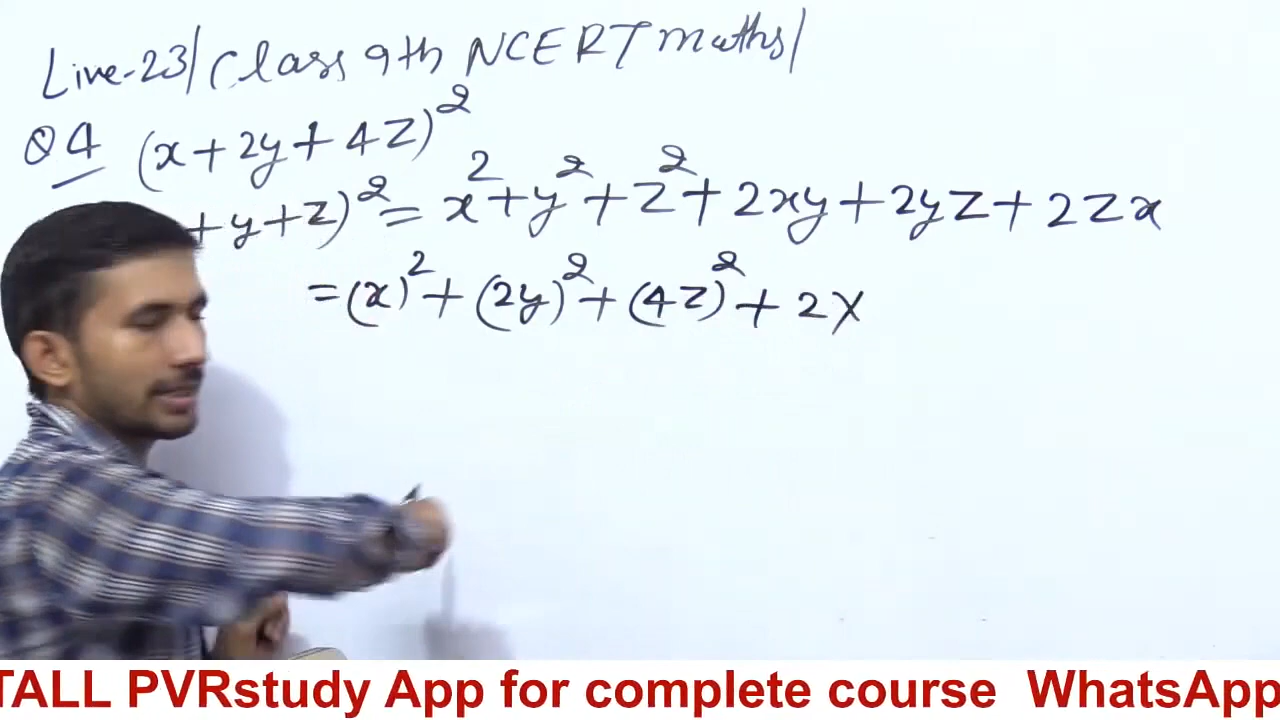 Live-23/Class 9th NCERT maths/
Q4 (x+2y+4z)²
+y+z)²=x²+y²+z²+2xy+2yz+2zx
=(x)²+(2y)²+(4z)²+2×
TALL PVRstudy App for complete course WhatsApp